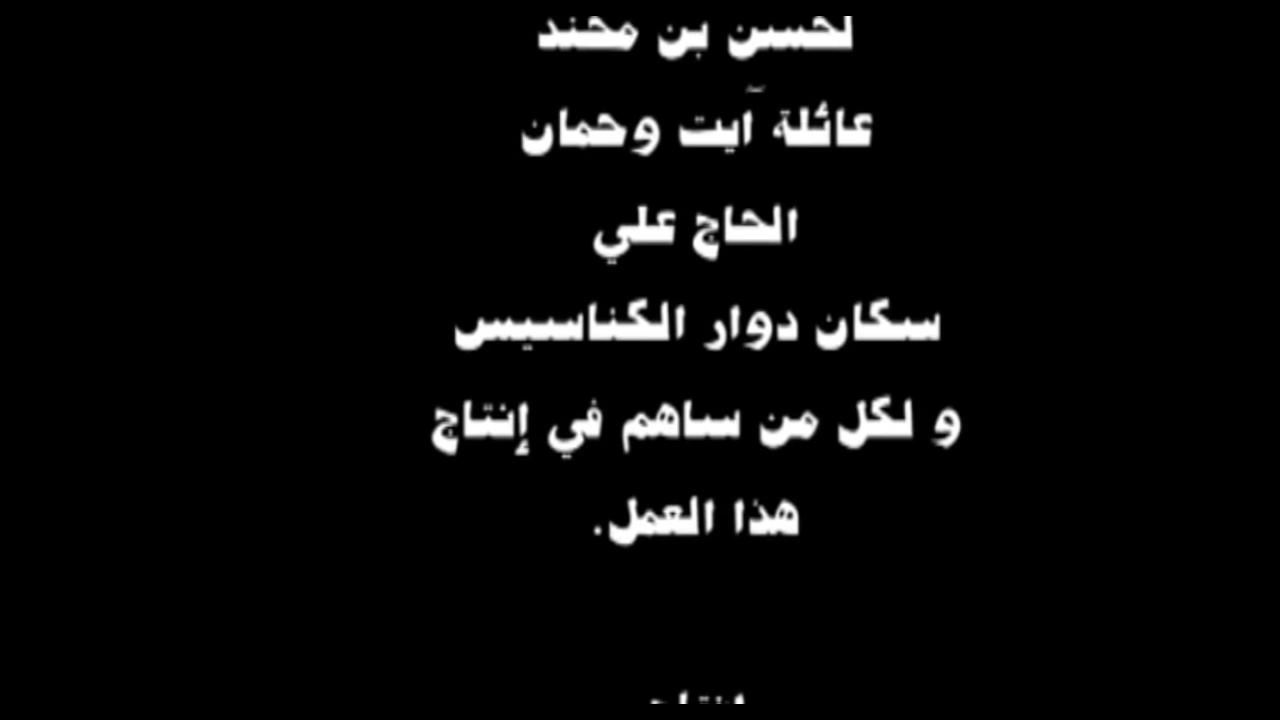 لحسن بن محند
عائلة آيت وحمان
الحاج علي
سكان دوار الكناسيس
و لكل من ساهم في إنتاج
هذا العمل.